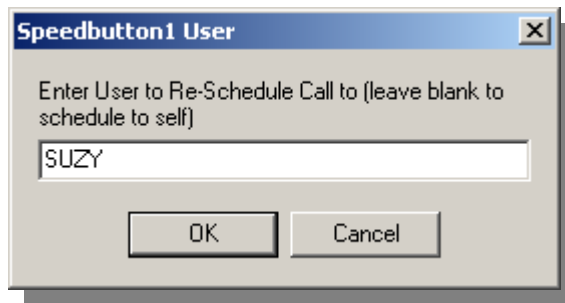 Speedbutton1 User
Enter User to Re-Schedule Call to (leave blank to
schedule to self)
SUZY
OK
Cancel